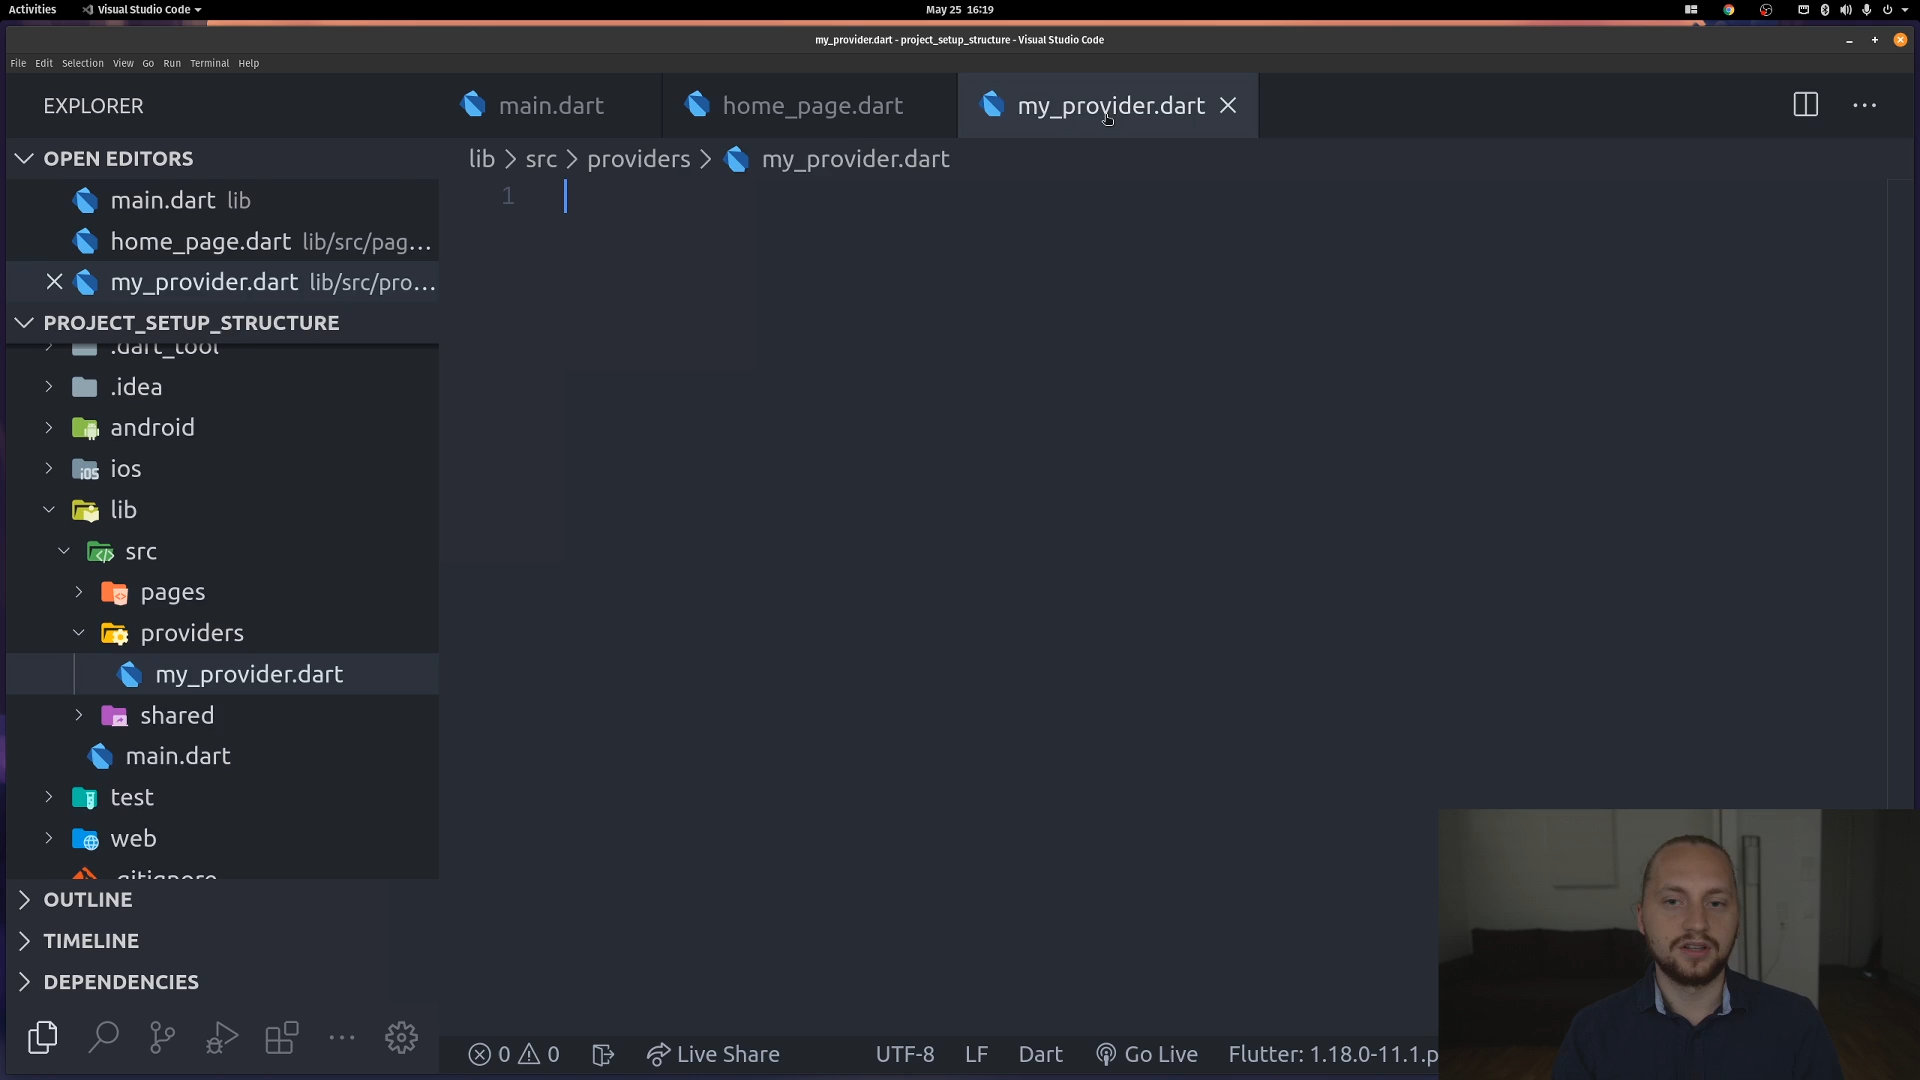 Activities
Visual Studio Code
May 25 16:19
my_provider.dart - project_setup_structure - Visual Studio Code
File Edit Selection View Go Run Terminal Help
EXPLORER
main.dart
home_page.dart
my_provider.dart
OPEN EDITORS
main.dart lib
home_page.dart lib/src/pag...
my_provider.dart lib/src/pro...
PROJECT_SETUP_STRUCTURE
.dart_tool
.idea
android
ios
lib
src
pages
providers
my_provider.dart
shared
main.dart
test
web
.gitignore
OUTLINE
TIMELINE
DEPENDENCIES
lib > src > providers > my_provider.dart
1
0 0
Live Share
UTF-8
LF
Dart
Go Live
Flutter: 1.18.0-11.1.p